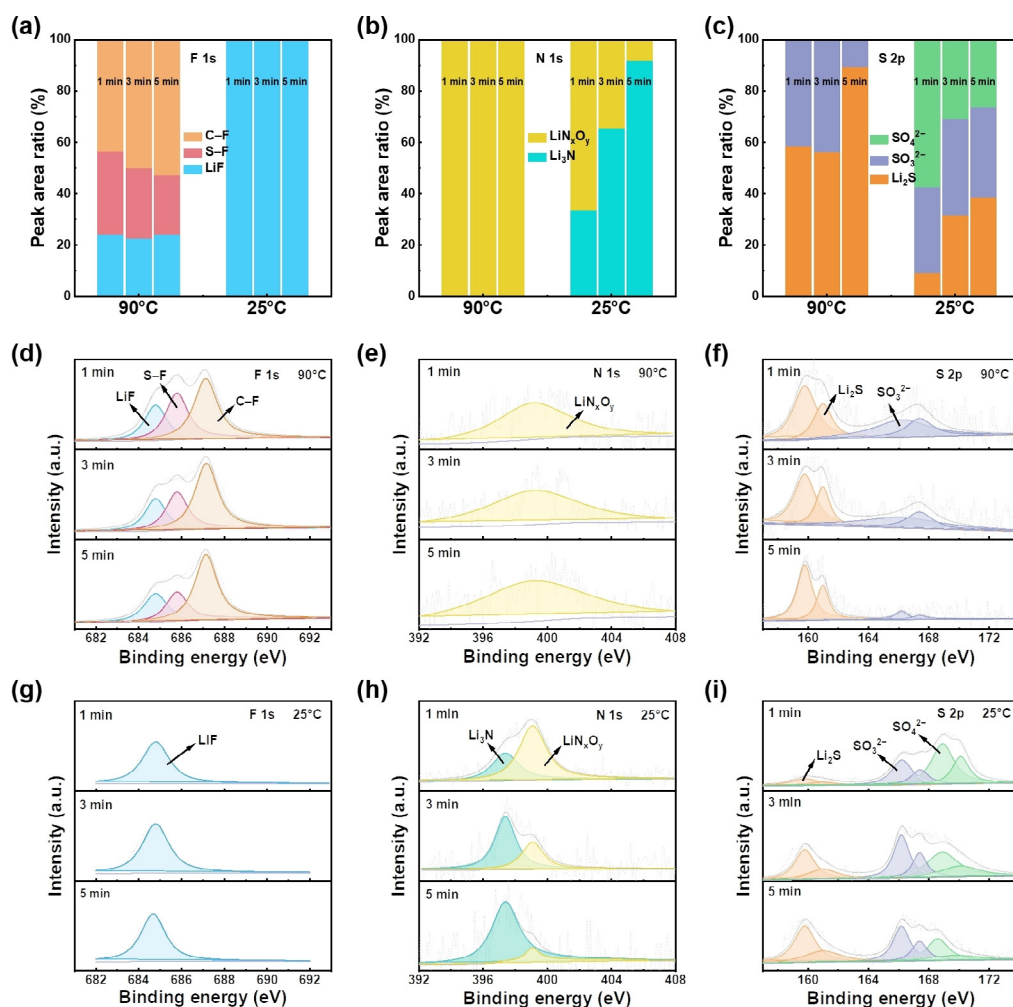 (a)
F 1s
1 min 3 min 5 min
1 min 3 min 5 min
C–F
S–F
LiF
Peak area ratio (%)
100
80
60
40
20
0
90°C
25°C
(b)
N 1s
1 min 3 min 5 min
1 min 3 min 5 min
LiNₓOᵧ
Li₃N
Peak area ratio (%)
100
80
60
40
20
0
90°C
25°C
(c)
S 2p
1 min 3 min 5 min
1 min 3 min 5 min
SO₄²⁻
SO₃²⁻
Li₂S
Peak area ratio (%)
100
80
60
40
20
0
90°C
25°C
(d)
1 min
F 1s 90°C
S–F
LiF
C–F
3 min
5 min
Intensity (a.u.)
682 684 686 688 690 692
Binding energy (eV)
(e)
1 min
N 1s 90°C
LiNₓOᵧ
3 min
5 min
Intensity (a.u.)
392 396 400 404 408
Binding energy (eV)
(f)
1 min
S 2p 90°C
Li₂S
SO₃²⁻
3 min
5 min
Intensity (a.u.)
160 164 168 172
Binding energy (eV)
(g)
1 min
F 1s 25°C
LiF
3 min
5 min
Intensity (a.u.)
682 684 686 688 690 692
Binding energy (eV)
(h)
1 min
N 1s 25°C
Li₃N
LiNₓOᵧ
3 min
5 min
Intensity (a.u.)
392 396 400 404 408
Binding energy (eV)
(i)
1 min
S 2p 25°C
SO₄²⁻
SO₃²⁻
Li₂S
3 min
5 min
Intensity (a.u.)
160 164 168 172
Binding energy (eV)